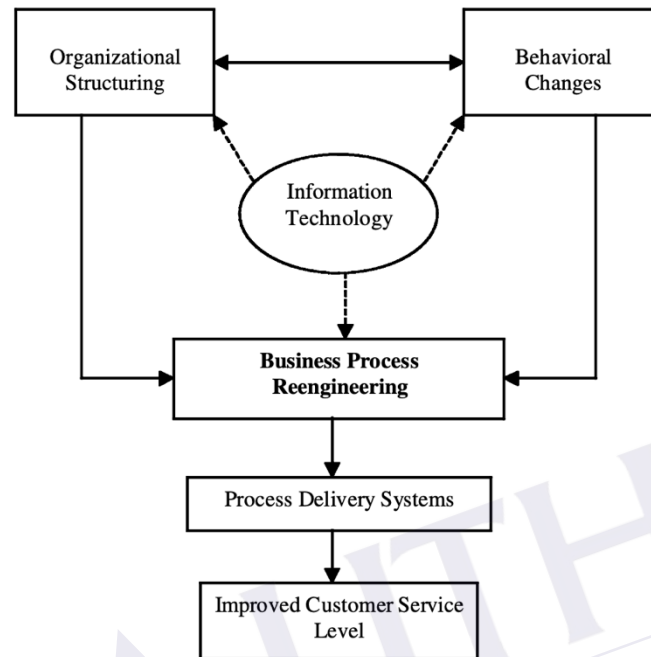 Organizational
Structuring
Behavioral
Changes
Information
Technology
Business Process
Reengineering
Process Delivery Systems
Improved Customer Service
Level